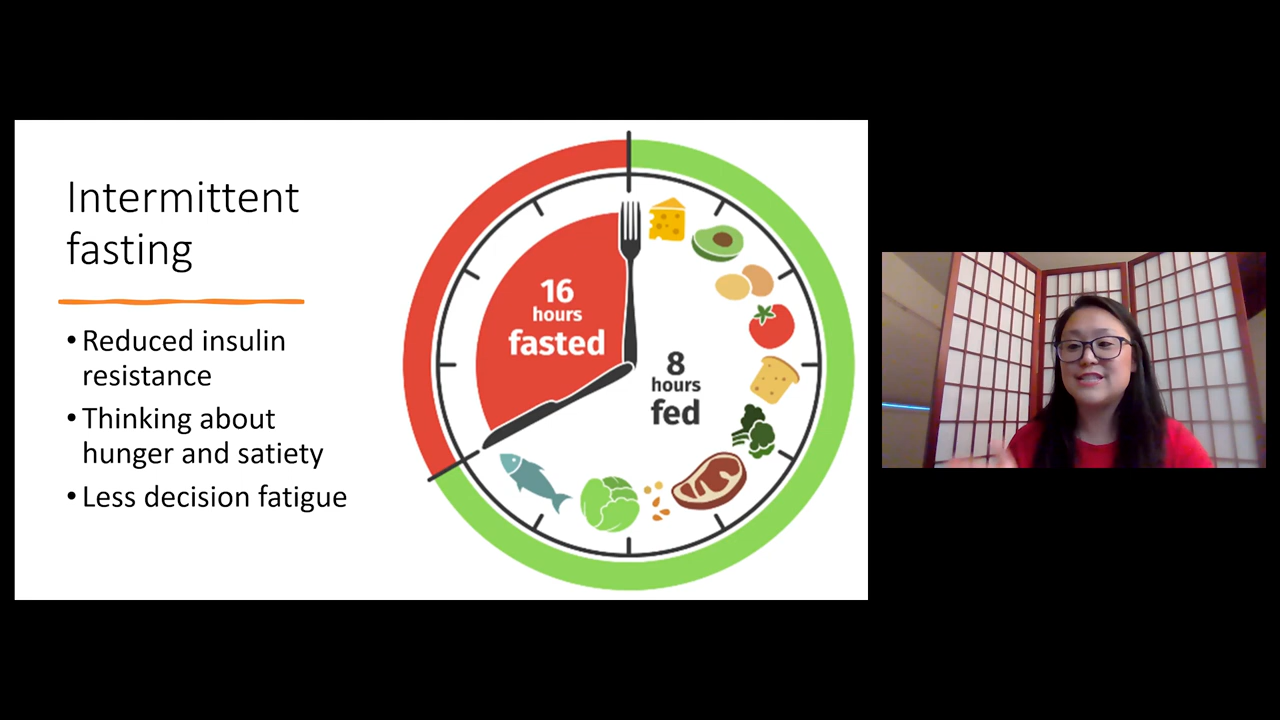 Intermittent
fasting
• Reduced insulin
resistance
• Thinking about
hunger and satiety
• Less decision fatigue
16
hours
fasted
8
hours
fed